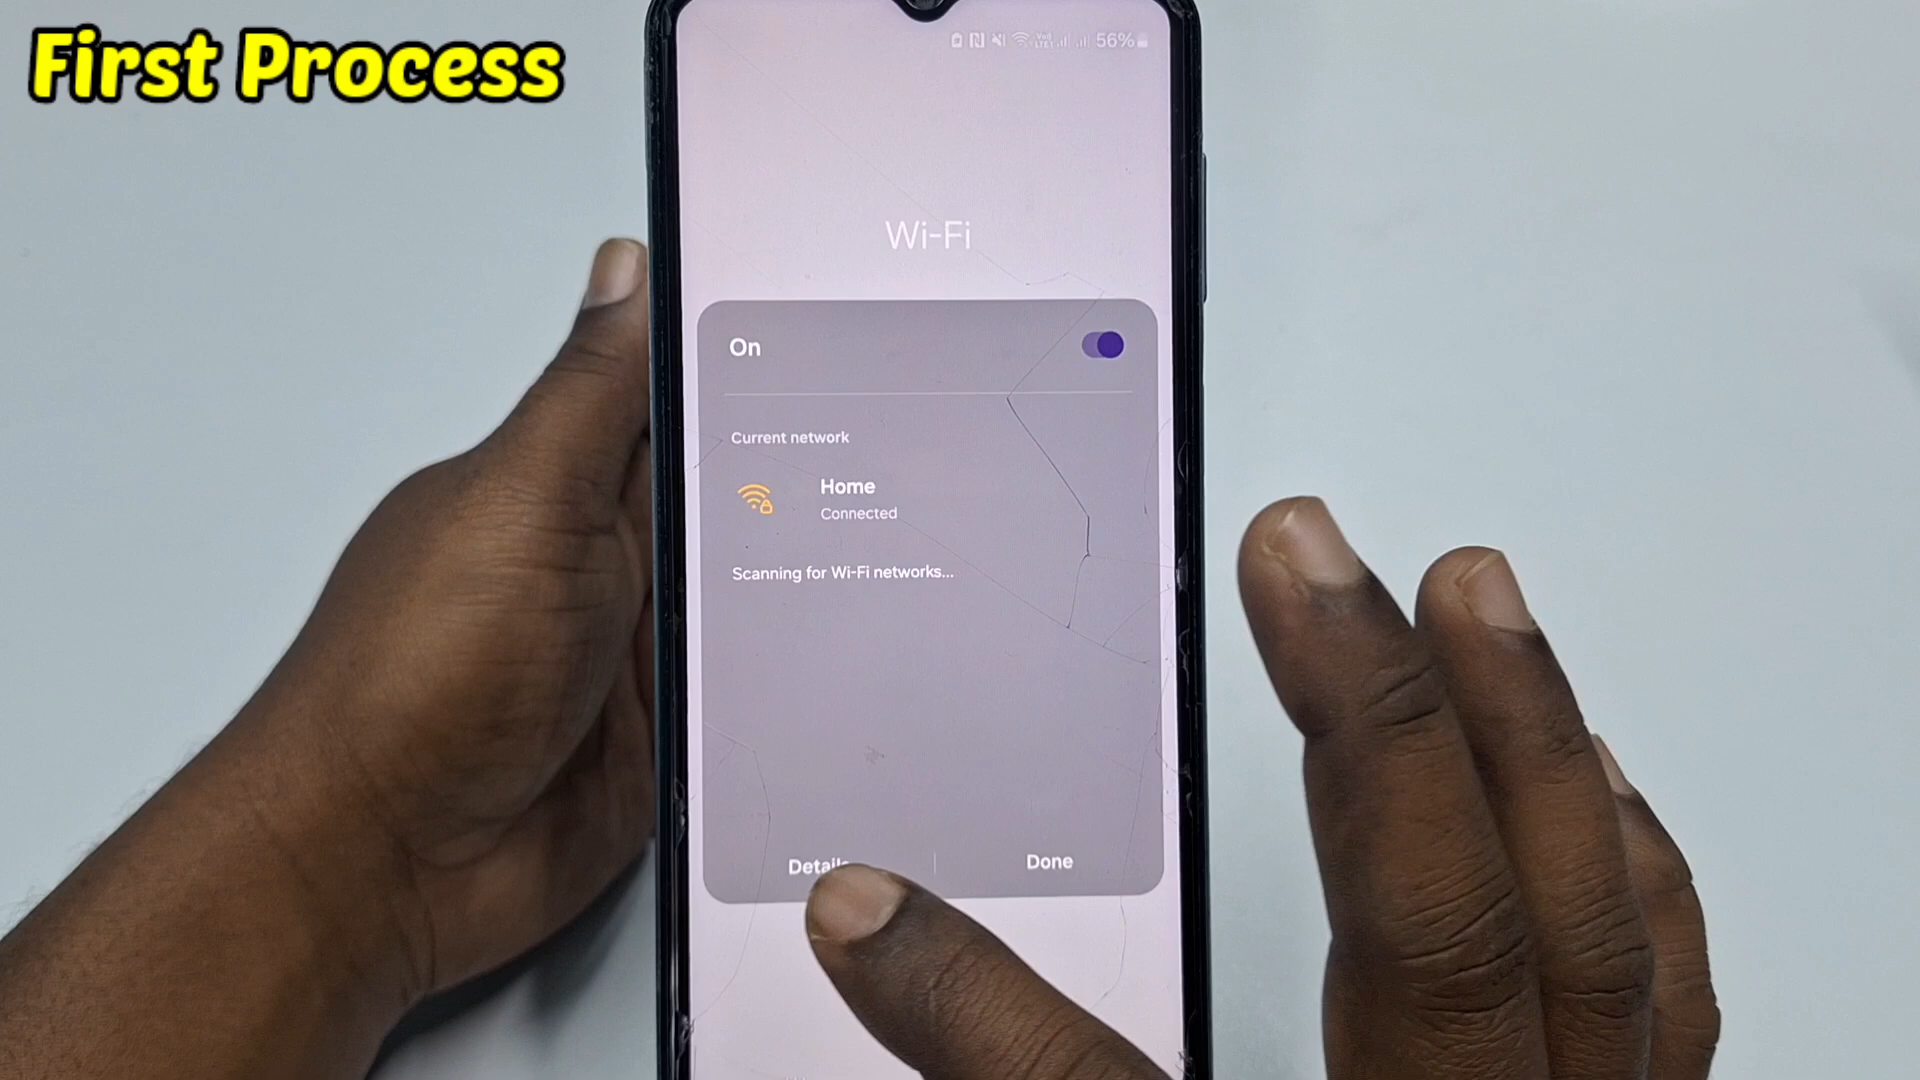 First Process
56%
Wi-Fi
On
Current network
Home
Connected
Scanning for Wi-Fi networks...
Done